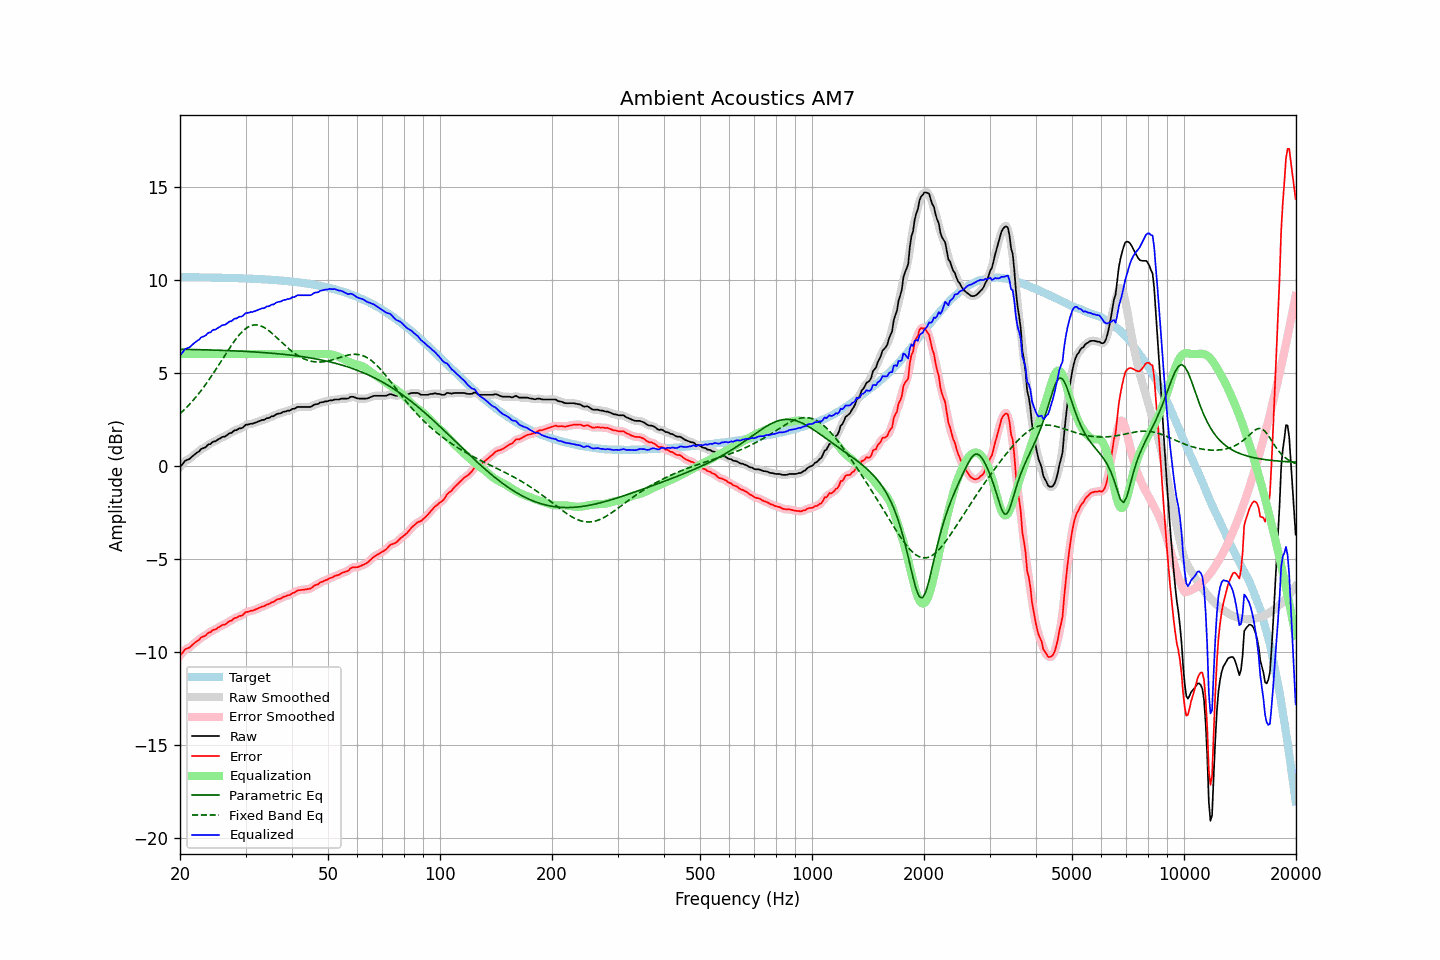 Ambient Acoustics AM7
Amplitude (dBr)
15
10
5
0
−5
−10
−15
−20
Target
Raw Smoothed
Error Smoothed
Raw
Error
Equalization
Parametric Eq
Fixed Band Eq
Equalized
20
50
100
200
500
1000
2000
5000
10000
20000
Frequency (Hz)